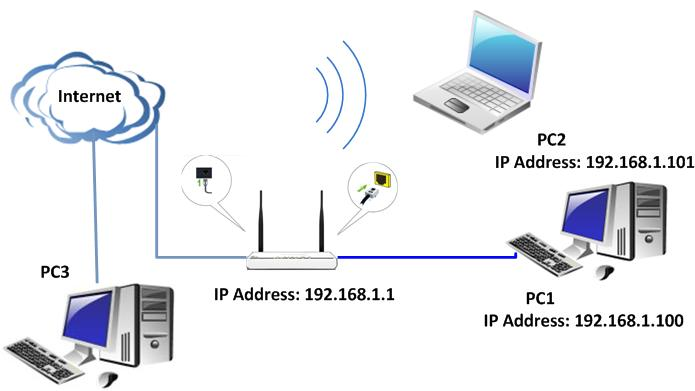 Internet
PC2
IP Address: 192.168.1.101
PC3
IP Address: 192.168.1.1
PC1
IP Address: 192.168.1.100